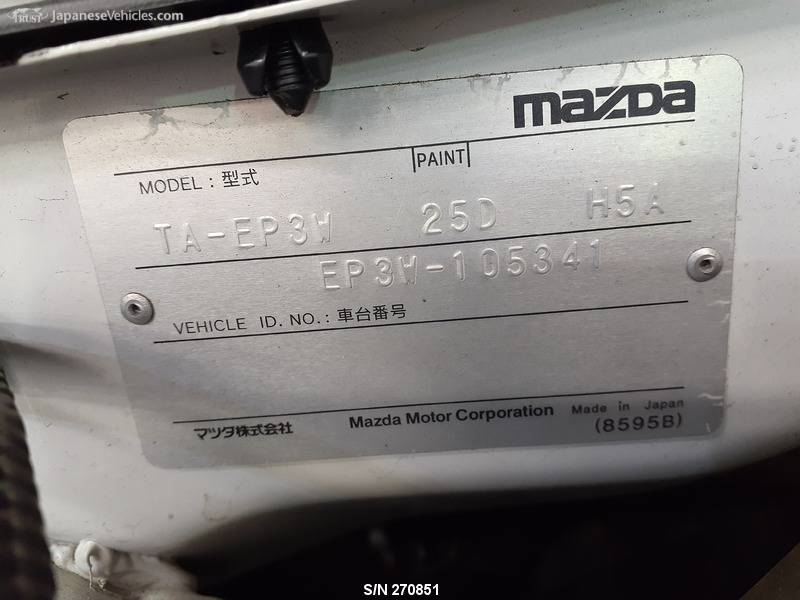 TRUST JapaneseVehicles.com
mazda
PAINT
MODEL : 型式
TA-EP3W 25D H5A
EP3W-105341
VEHICLE ID. NO. : 車台番号
マツダ株式会社 Mazda Motor Corporation Made in Japan
(8595B)
S/N 270851